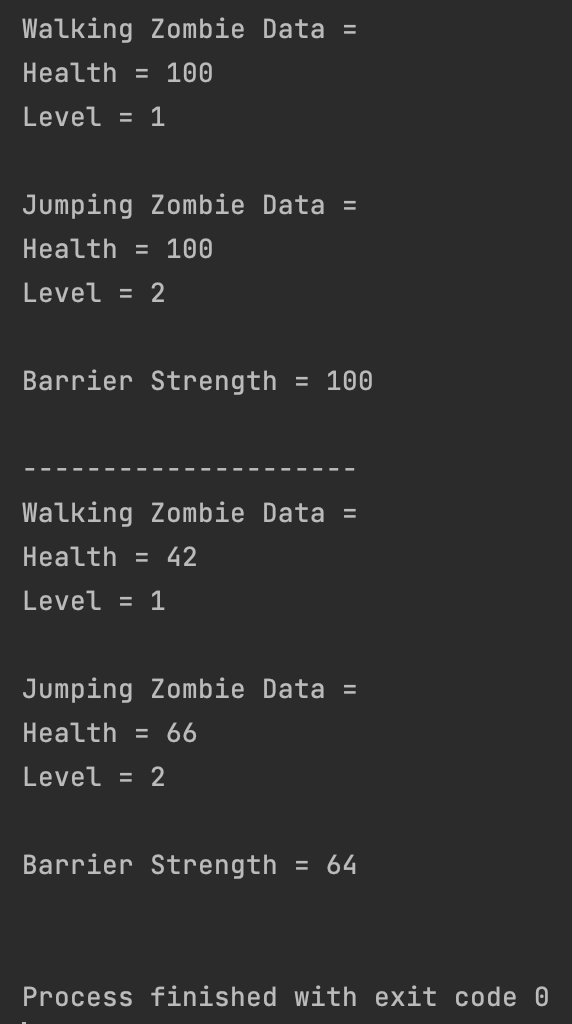 Walking Zombie Data =
Health = 100
Level = 1
Jumping Zombie Data =
Health = 100
Level = 2
Barrier Strength = 100
---------------------
Walking Zombie Data =
Health = 42
Level = 1
Jumping Zombie Data =
Health = 66
Level = 2
Barrier Strength = 64
Process finished with exit code 0